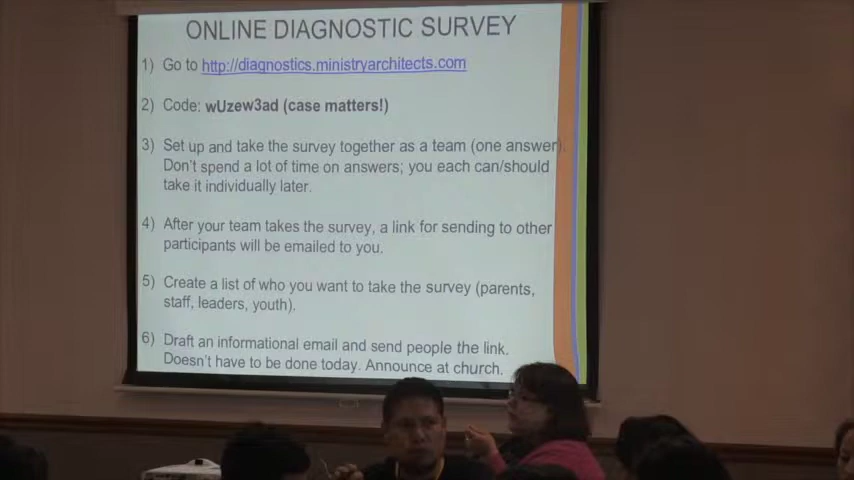 ONLINE DIAGNOSTIC SURVEY
1) Go to http://diagnostics.ministryarchitects.com
2) Code: wUzew3ad (case matters!)
3) Set up and take the survey together as a team (one answer).
Don't spend a lot of time on answers; you each can/should
take it individually later.
4) After your team takes the survey, a link for sending to other
participants will be emailed to you.
5) Create a list of who you want to take the survey (parents,
staff, leaders, youth).
6) Draft an informational email and send people the link.
Doesn't have to be done today. Announce at church.